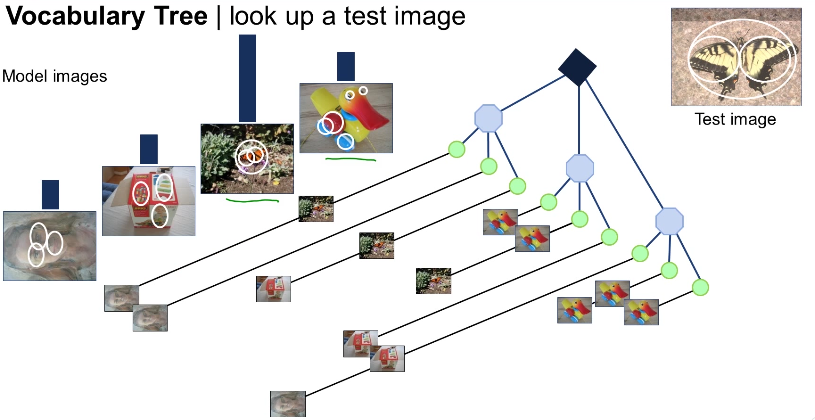 Vocabulary Tree | look up a test image
Model images
Test image